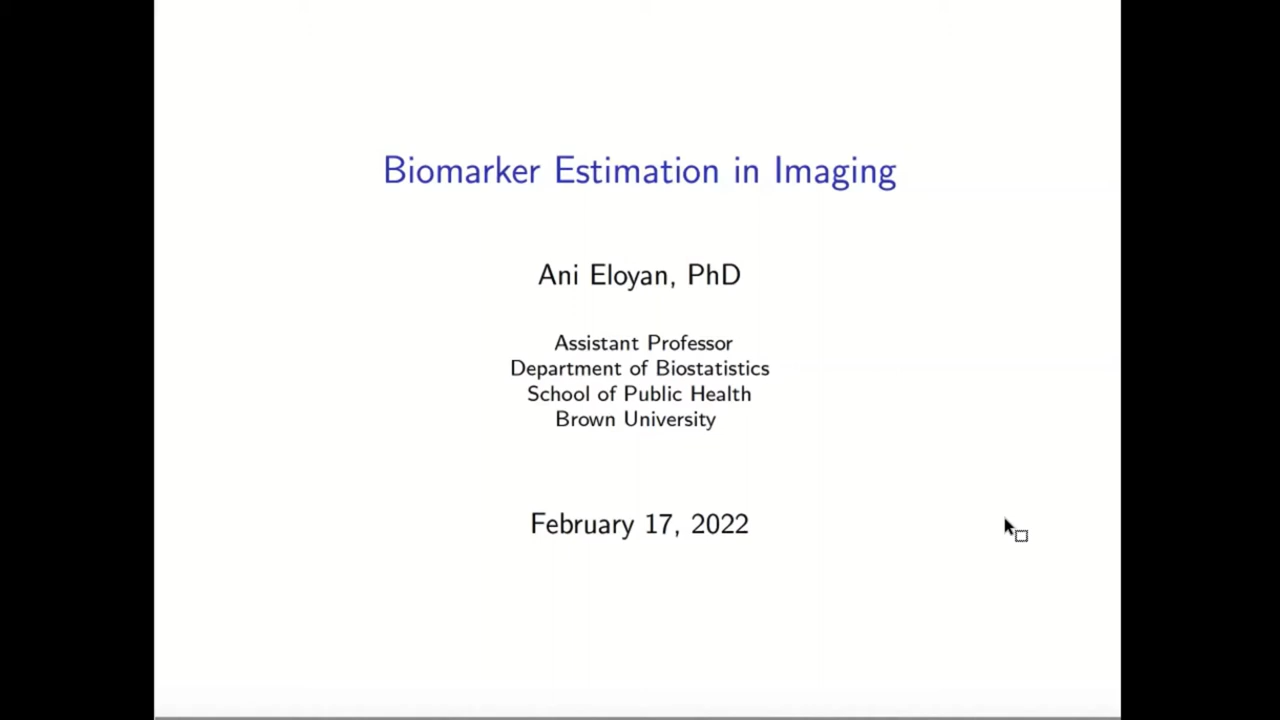 Biomarker Estimation in Imaging
Ani Eloyan, PhD
Assistant Professor
Department of Biostatistics
School of Public Health
Brown University
February 17, 2022